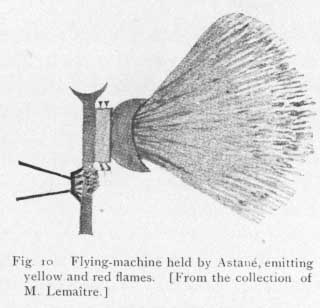 Fig. 10 Flying-machine held by Astané, emitting
yellow and red flames. [From the collection of
M. Lemaître.]